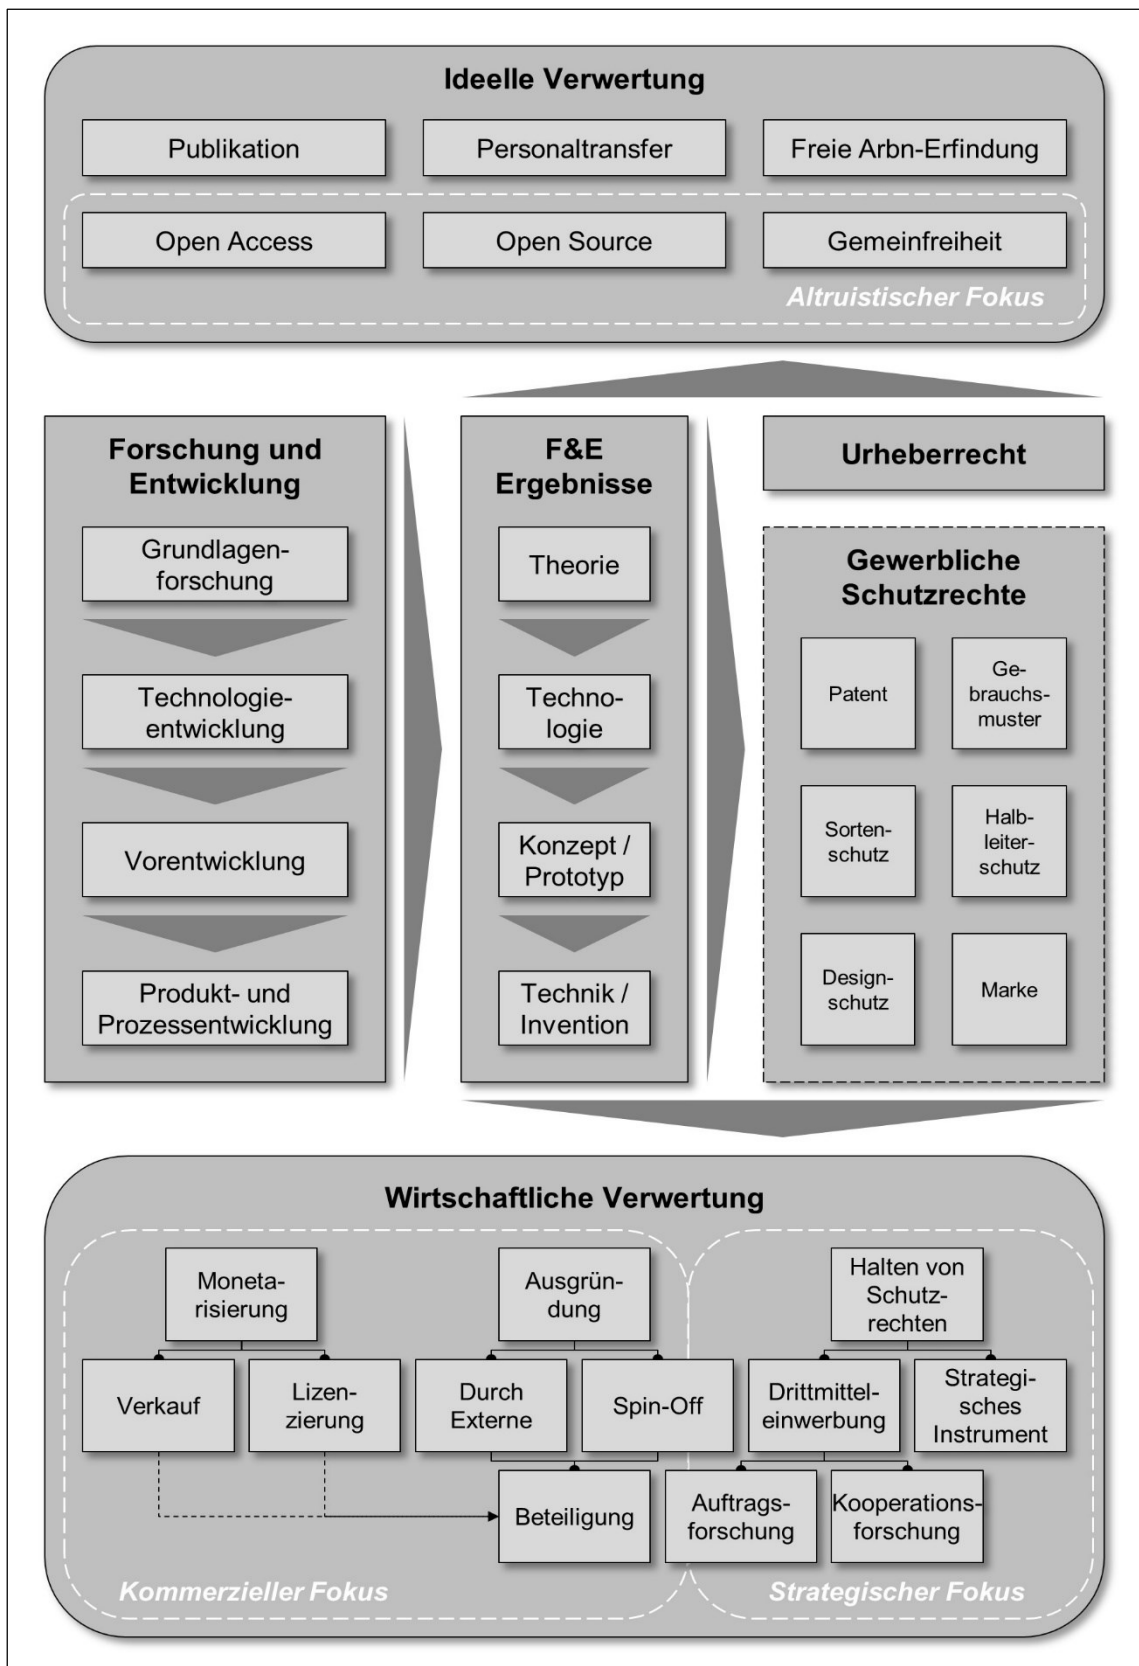 Ideelle Verwertung
Publikation
Personaltransfer
Freie Arbn-Erfindung
Open Access
Open Source
Gemeinfreiheit
Altruistischer Fokus
Forschung und
Entwicklung
Grundlagen-
forschung
Technologie-
entwicklung
Vorentwicklung
Produkt- und
Prozessentwicklung
F&E
Ergebnisse
Theorie
Techno-
logie
Konzept /
Prototyp
Technik /
Invention
Urheberrecht
Gewerbliche
Schutzrechte
Patent
Ge-
brauchs-
muster
Sorten-
schutz
Halb-
leiter-
schutz
Design-
schutz
Marke
Wirtschaftliche Verwertung
Moneta-
risierung
Ausgrün-
dung
Halten von
Schutz-
rechten
Verkauf
Lizen-
zierung
Durch
Externe
Spin-Off
Drittmittel-
einwerbung
Strategi-
sches
Instrument
Beteiligung
Auftrags-
forschung
Kooperations-
forschung
Kommerzieller Fokus
Strategischer Fokus